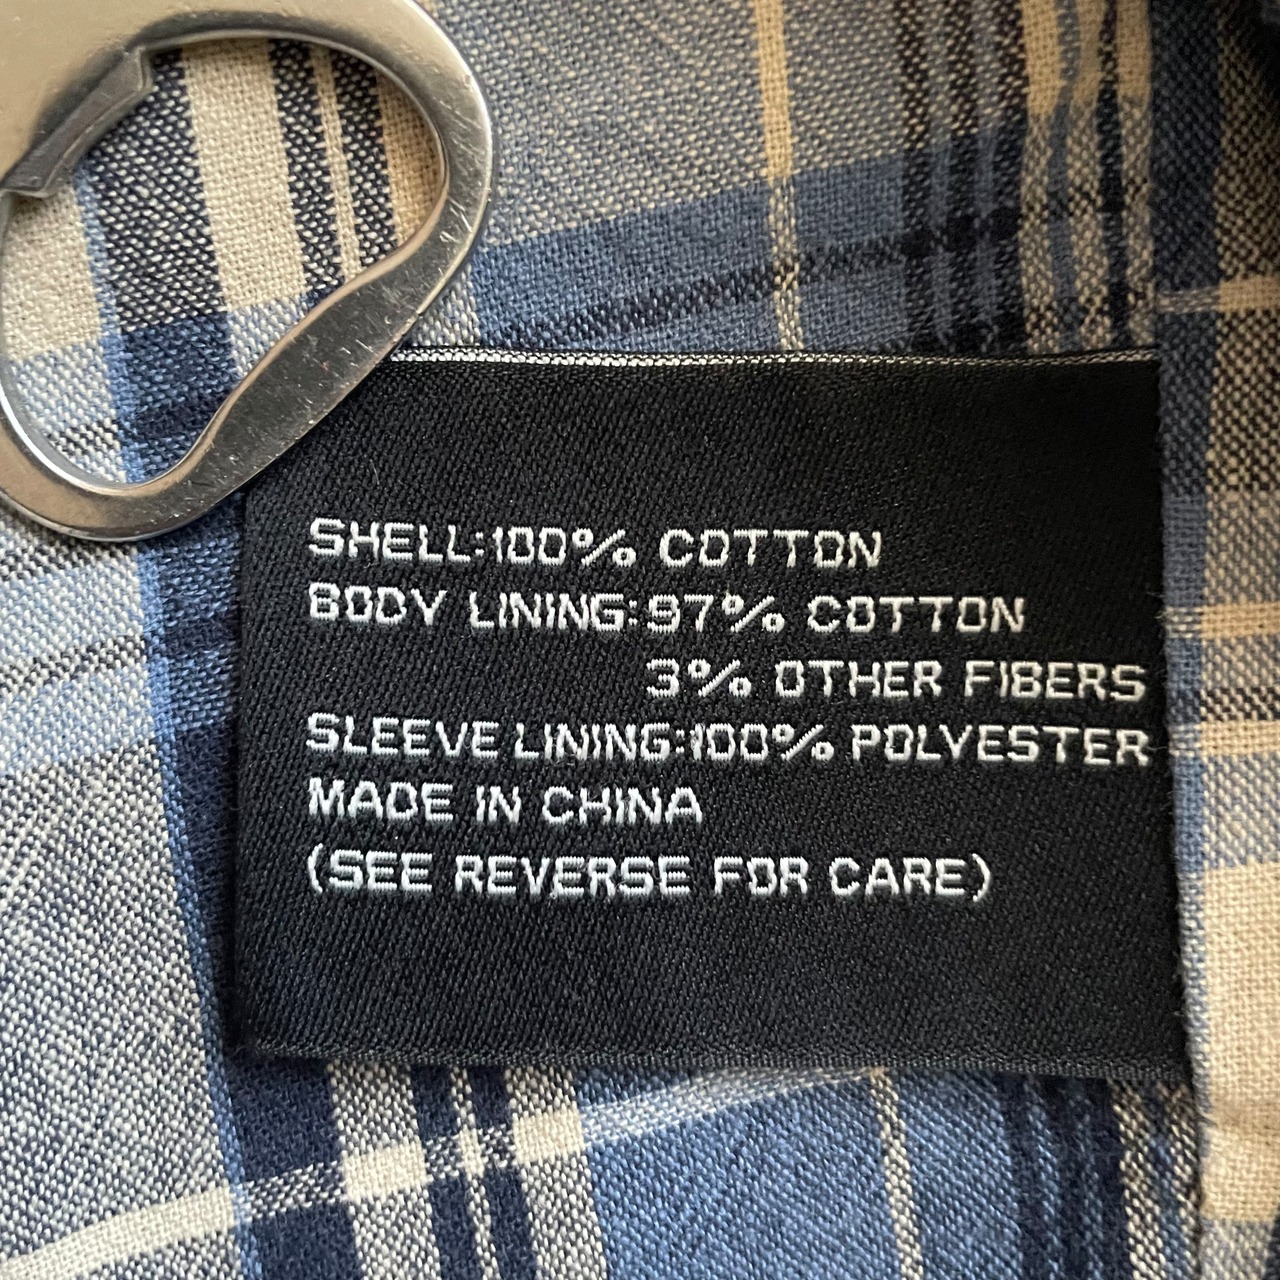 SHELL:100% COTTON
BODY LINING:97% COTTON
3% OTHER FIBERS
SLEEVE LINING:100% POLYESTER
MADE IN CHINA
(SEE REVERSE FOR CARE)